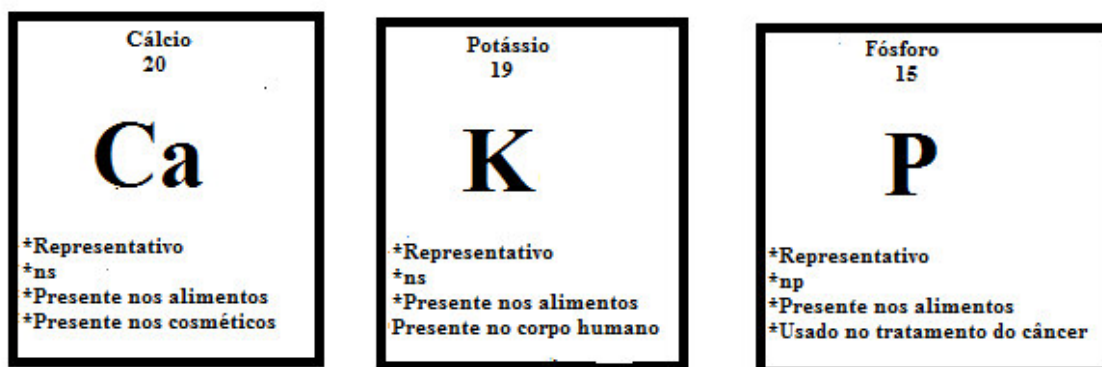 Cálcio
20
Ca
*Representativo
*ns
*Presente nos alimentos
*Presente nos cosméticos
Potássio
19
K
*Representativo
*ns
*Presente nos alimentos
Presente no corpo humano
Fósforo
15
P
*Representativo
*np
*Presente nos alimentos
*Usado no tratamento do câncer